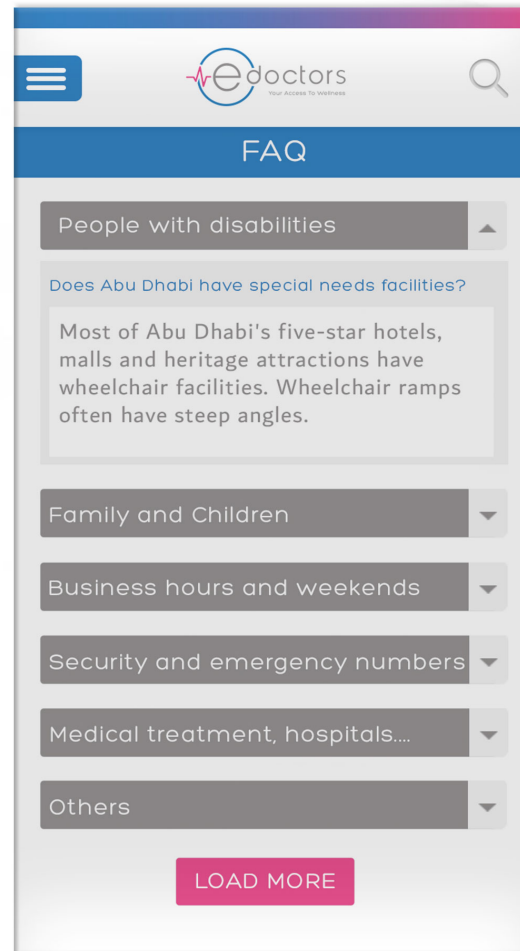 edoctors
Your Access To Wellness
FAQ
People with disabilities
Does Abu Dhabi have special needs facilities?
Most of Abu Dhabi's five-star hotels,
malls and heritage attractions have
wheelchair facilities. Wheelchair ramps
often have steep angles.
Family and Children
Business hours and weekends
Security and emergency numbers
Medical treatment, hospitals....
Others
LOAD MORE